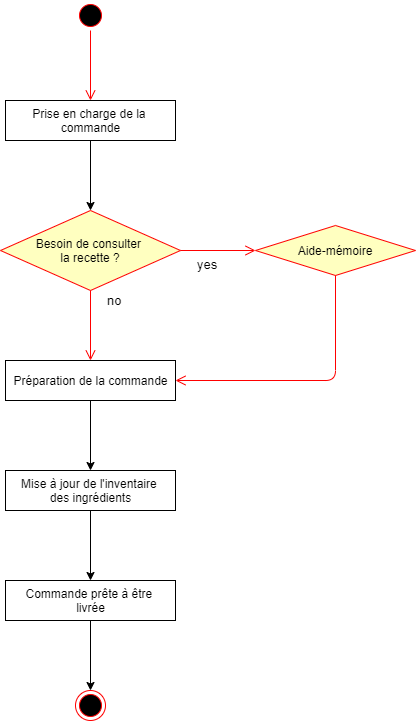 Prise en charge de la
commande
Besoin de consulter
la recette ?
Aide-mémoire
yes
no
Préparation de la commande
Mise à jour de l'inventaire
des ingrédients
Commande prête à être
livrée